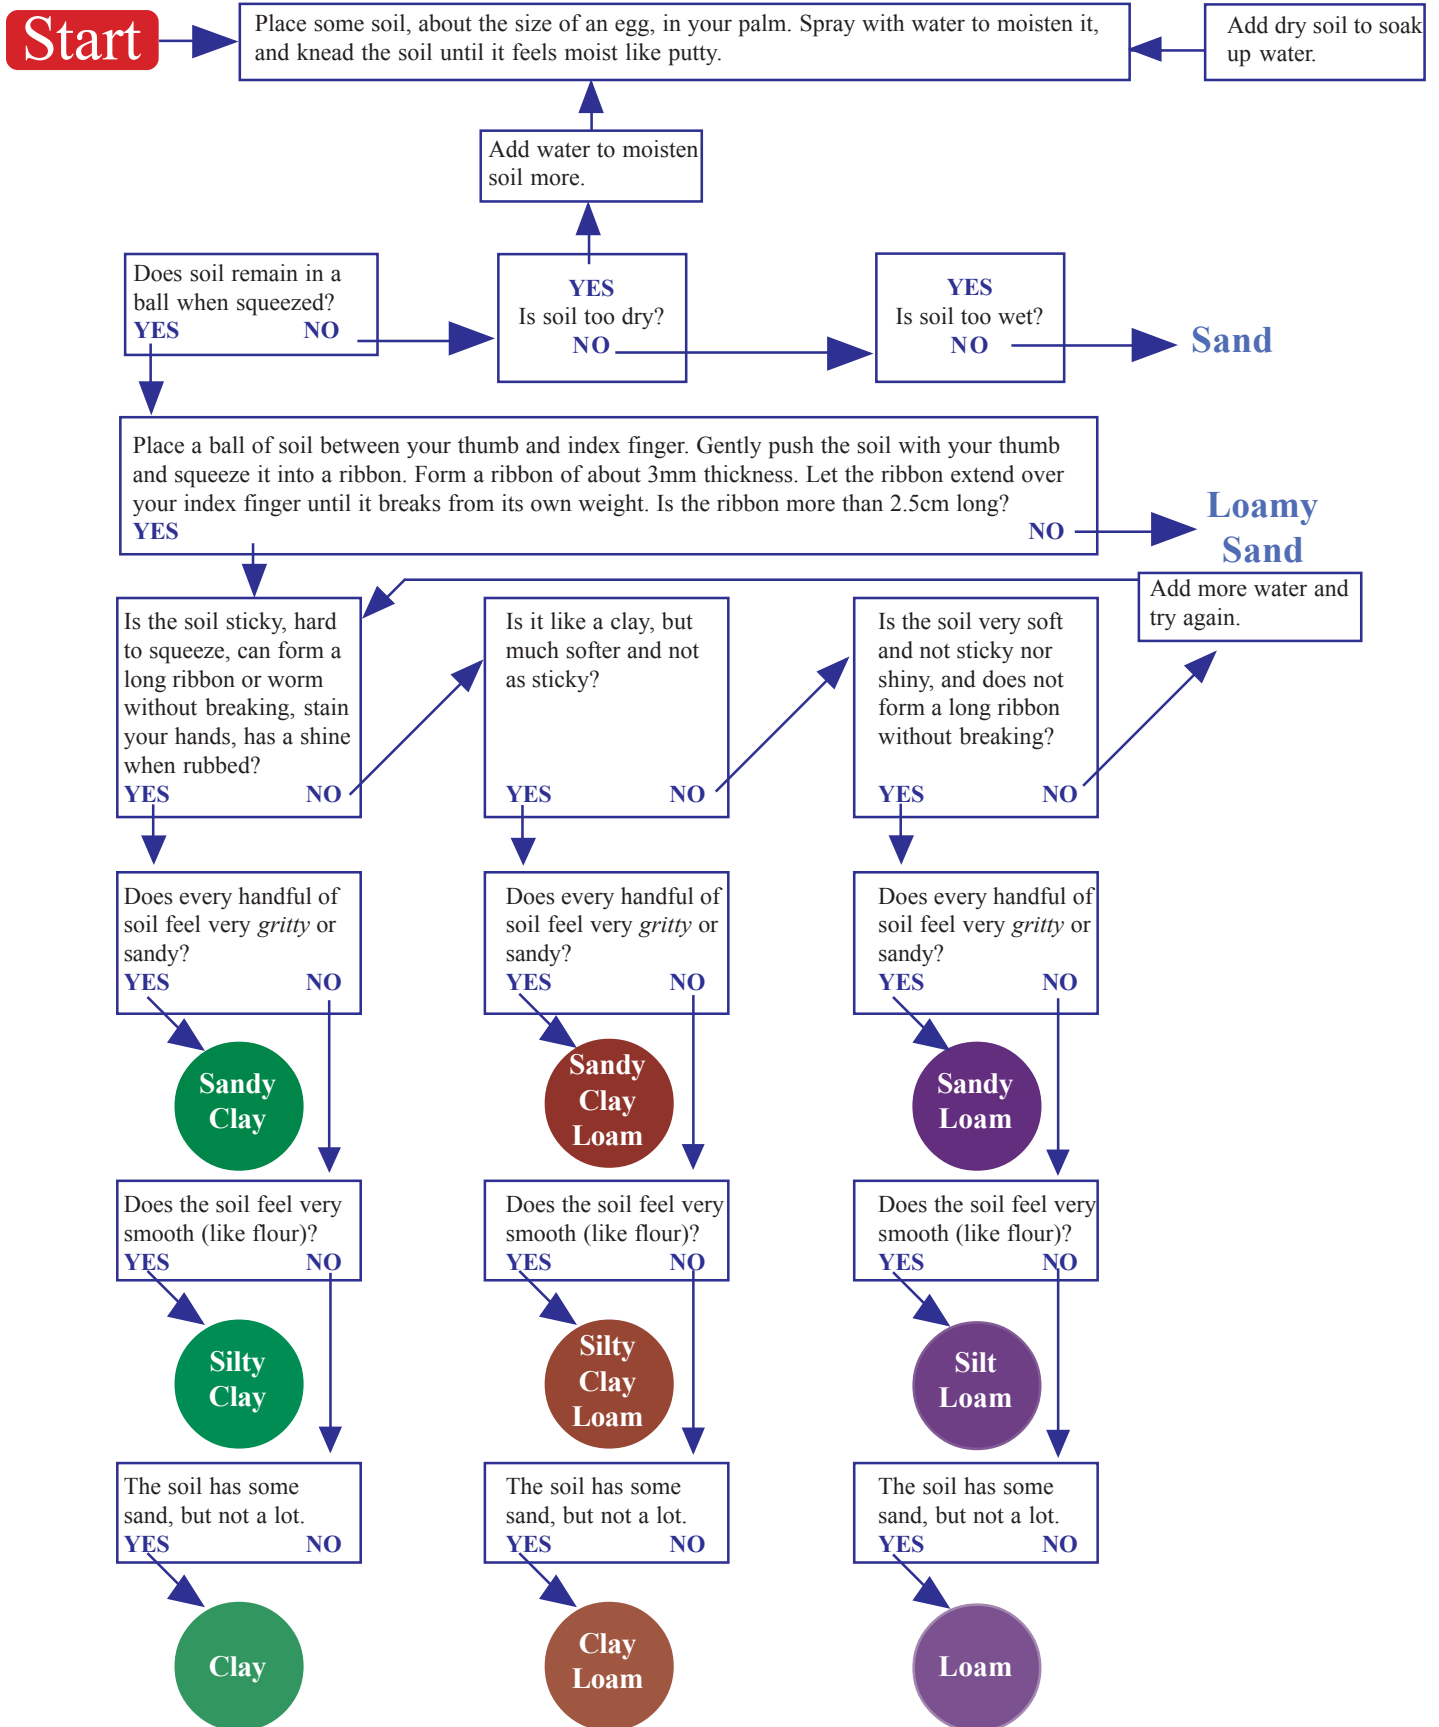 Start
Place some soil, about the size of an egg, in your palm. Spray with water to moisten it,
and knead the soil until it feels moist like putty.
Add dry soil to soak
up water.
Add water to moisten
soil more.
Does soil remain in a
ball when squeezed?
YES NO
YES
Is soil too dry?
NO
YES
Is soil too wet?
NO
Sand
Place a ball of soil between your thumb and index finger. Gently push the soil with your thumb
and squeeze it into a ribbon. Form a ribbon of about 3mm thickness. Let the ribbon extend over
your index finger until it breaks from its own weight. Is the ribbon more than 2.5cm long?
YES NO
Loamy
Sand
Add more water and
try again.
Is the soil sticky, hard
to squeeze, can form a
long ribbon or worm
without breaking, stain
your hands, has a shine
when rubbed?
YES NO
Is it like a clay, but
much softer and not
as sticky?
YES NO
Is the soil very soft
and not sticky nor
shiny, and does not
form a long ribbon
without breaking?
YES NO
Does every handful of
soil feel very gritty or
sandy?
YES NO
Does every handful of
soil feel very gritty or
sandy?
YES NO
Does every handful of
soil feel very gritty or
sandy?
YES NO
Sandy
Clay
Sandy
Clay
Loam
Sandy
Loam
Does the soil feel very
smooth (like flour)?
YES NO
Does the soil feel very
smooth (like flour)?
YES NO
Does the soil feel very
smooth (like flour)?
YES NO
Silty
Clay
Silty
Clay
Loam
Silt
Loam
The soil has some
sand, but not a lot.
YES NO
The soil has some
sand, but not a lot.
YES NO
The soil has some
sand, but not a lot.
YES NO
Clay
Clay
Loam
Loam